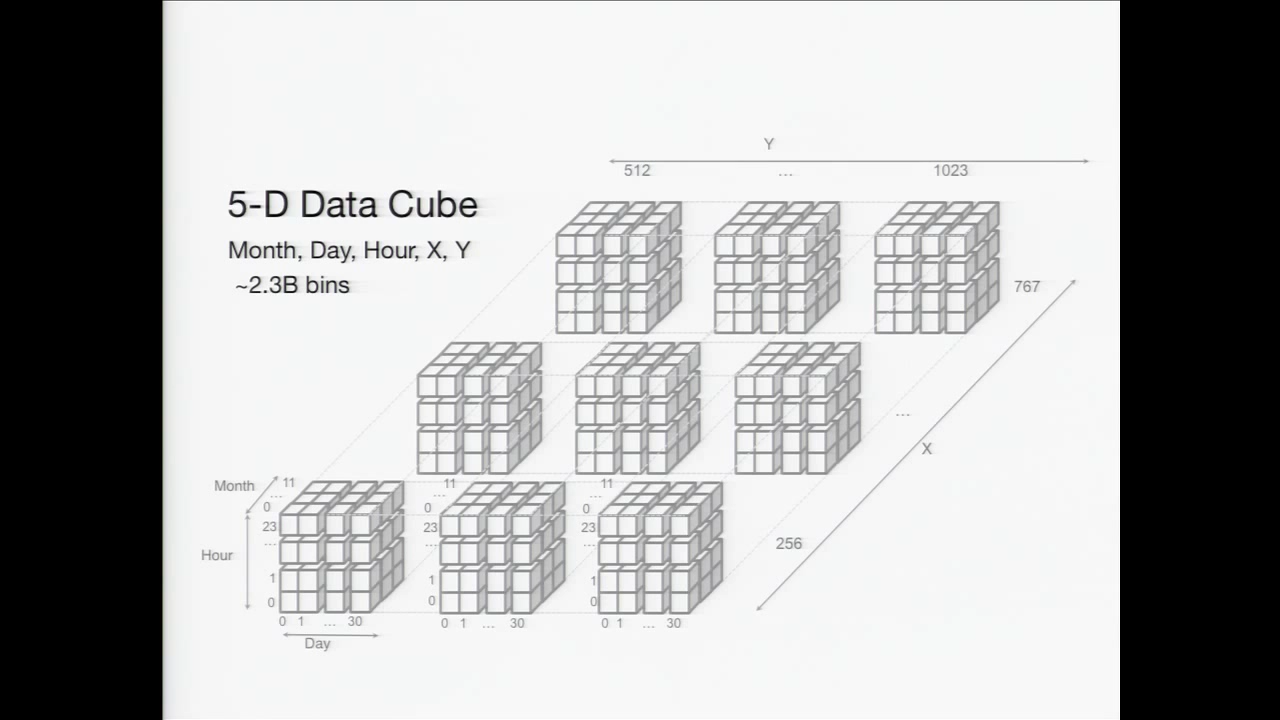 Y
512 ... 1023
5-D Data Cube
Month, Day, Hour, X, Y
~2.3B bins
767
...
X
256
Month
11 11 11
... ... ...
0 0 0
23 23 23
Hour
... ... ...
1 1 1
0 0 0
0 1 ... 30 0 1 ... 30 0 1 ... 30
Day